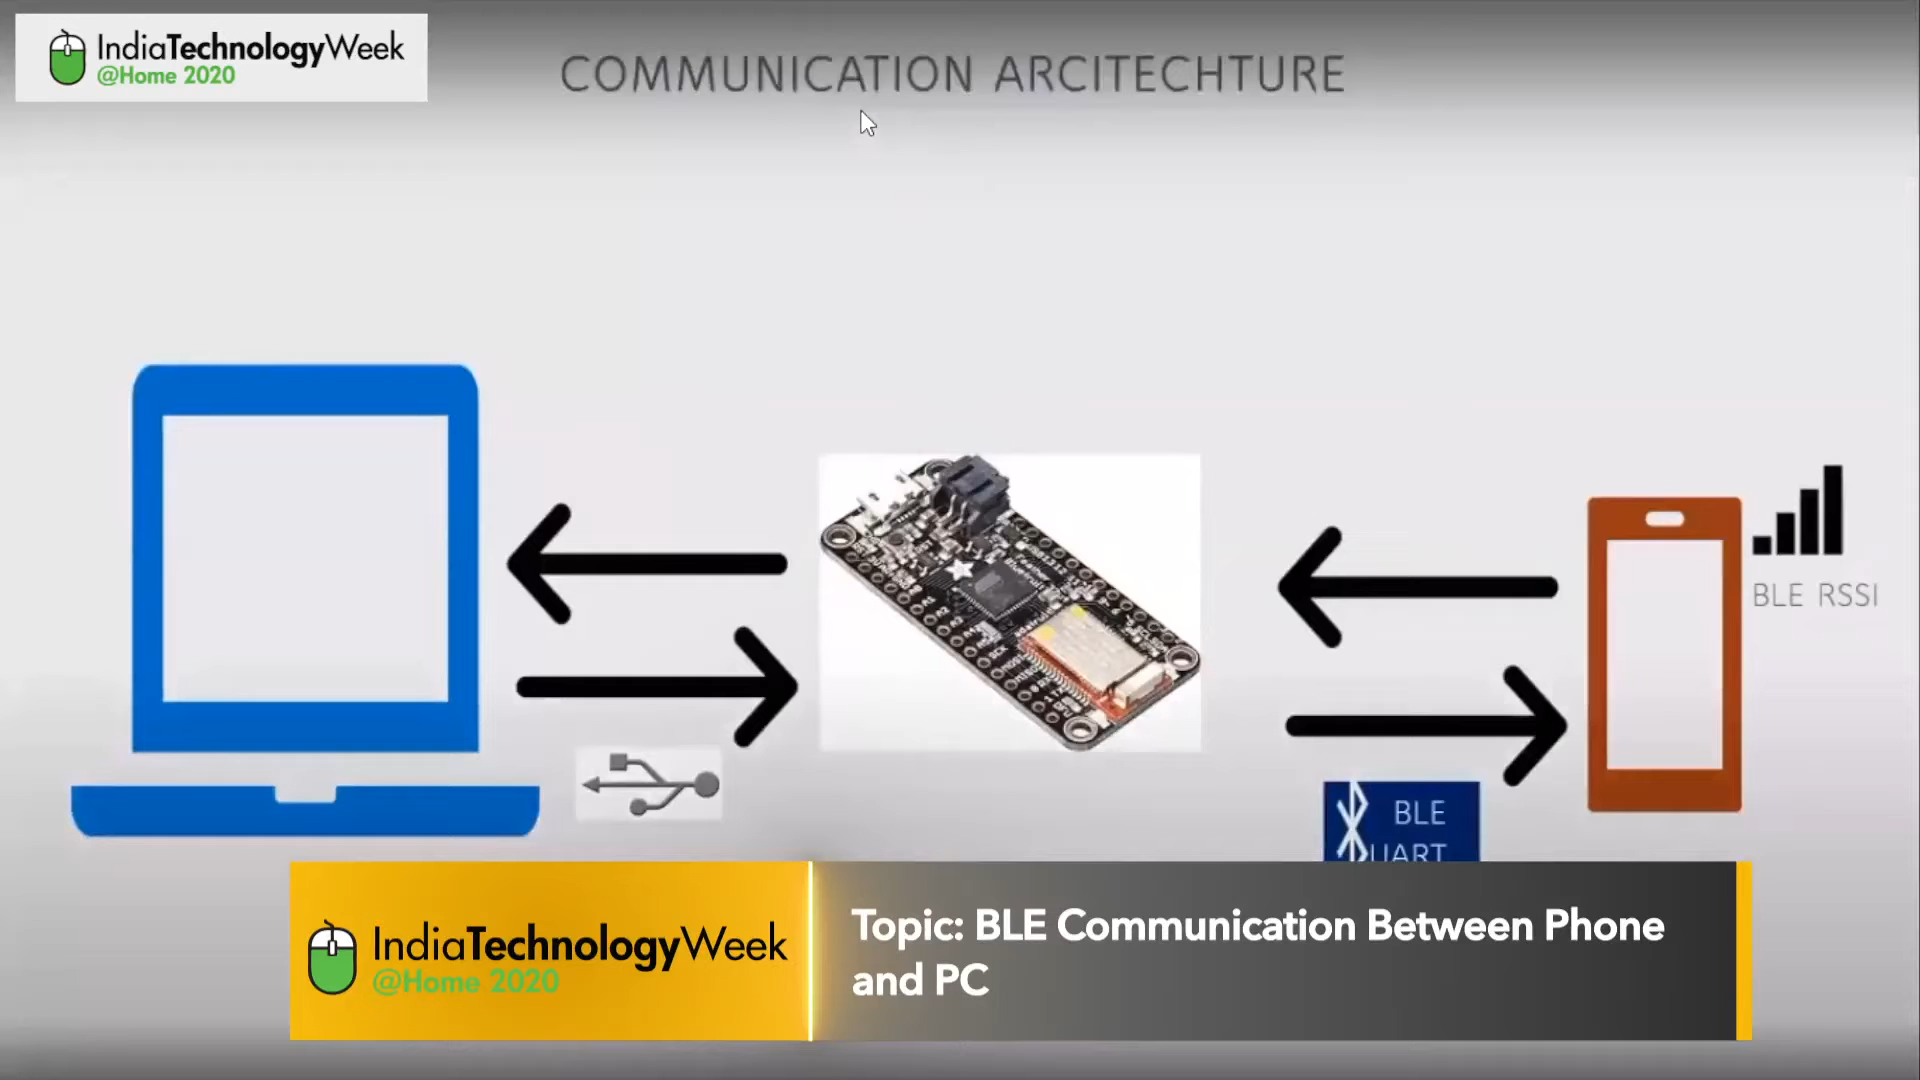 IndiaTechnologyWeek
@Home 2020
COMMUNICATION ARCITECHTURE
BLE RSSI
BLE
UART
IndiaTechnologyWeek
@Home 2020
Topic: BLE Communication Between Phone
and PC